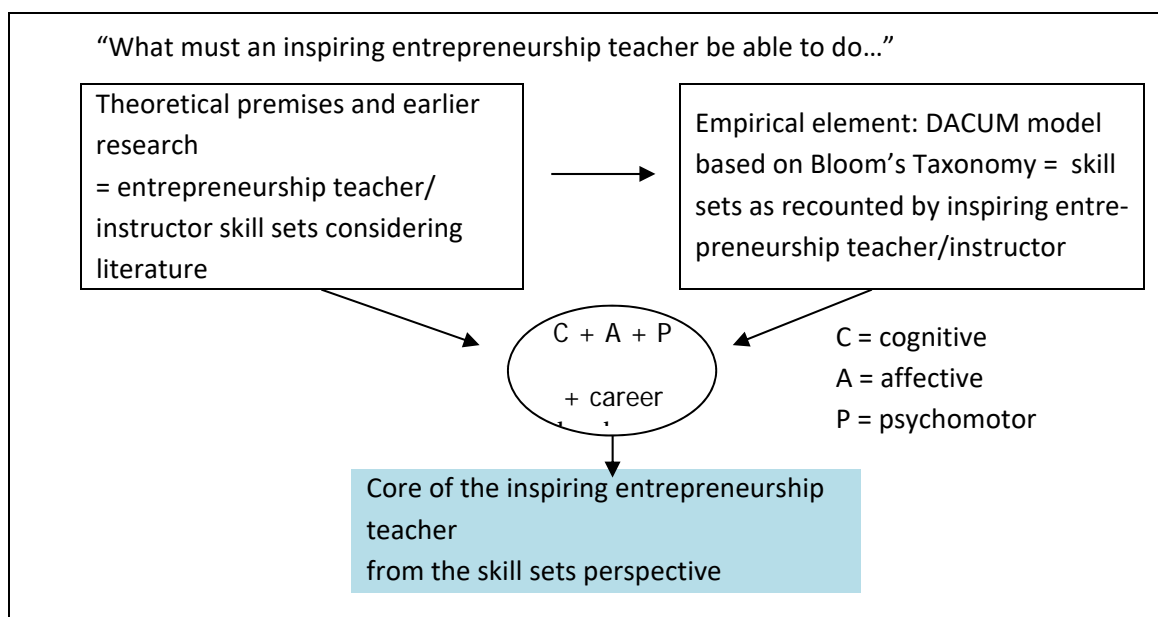 “What must an inspiring entrepreneurship teacher be able to do…”
Theoretical premises and earlier
research
= entrepreneurship teacher/
instructor skill sets considering
literature
Empirical element: DACUM model
based on Bloom’s Taxonomy = skill
sets as recounted by inspiring entre-
preneurship teacher/instructor
C + A + P
+ career
C = cognitive
A = affective
P = psychomotor
Core of the inspiring entrepreneurship
teacher
from the skill sets perspective